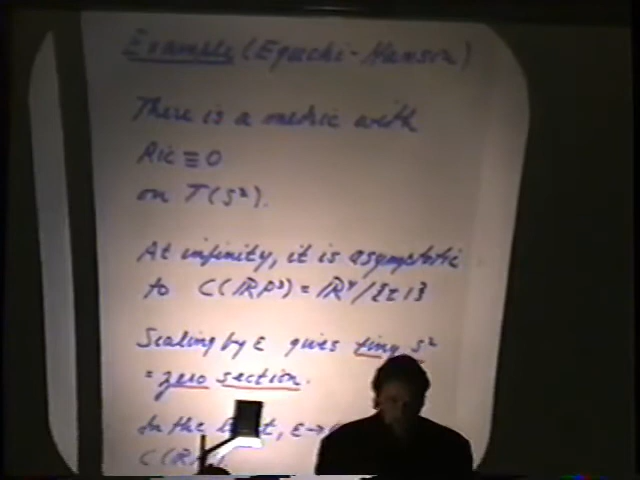 Example (Eguchi-Hanson)
There is a metric with
Ric ≡ 0
on T(S²).
At infinity, it is asymptotic
to C(RP³) = R⁴/{±1}
Scaling by ε gives tiny S²
= zero section.
In the, ε→
C(R